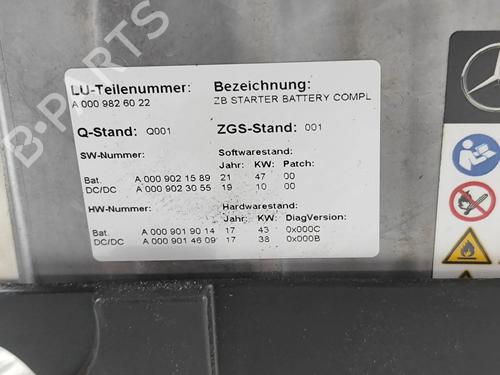 B-PARTS
LU-Teilenummer: Bezeichnung:
A 000 982 60 22 ZB STARTER BATTERY COMPL
Q-Stand: Q001 ZGS-Stand: 001
SW-Nummer: Softwarestand:
Jahr: KW: Patch:
Bat. A 000 902 15 89 21 47 00
DC/DC A 000 902 30 55 19 10 00
HW-Nummer: Hardwarestand:
Jahr: KW: DiagVersion:
Bat. A 000 901 90 14 17 43 0x000C
DC/DC A 000 901 46 09 17 38 0x000B